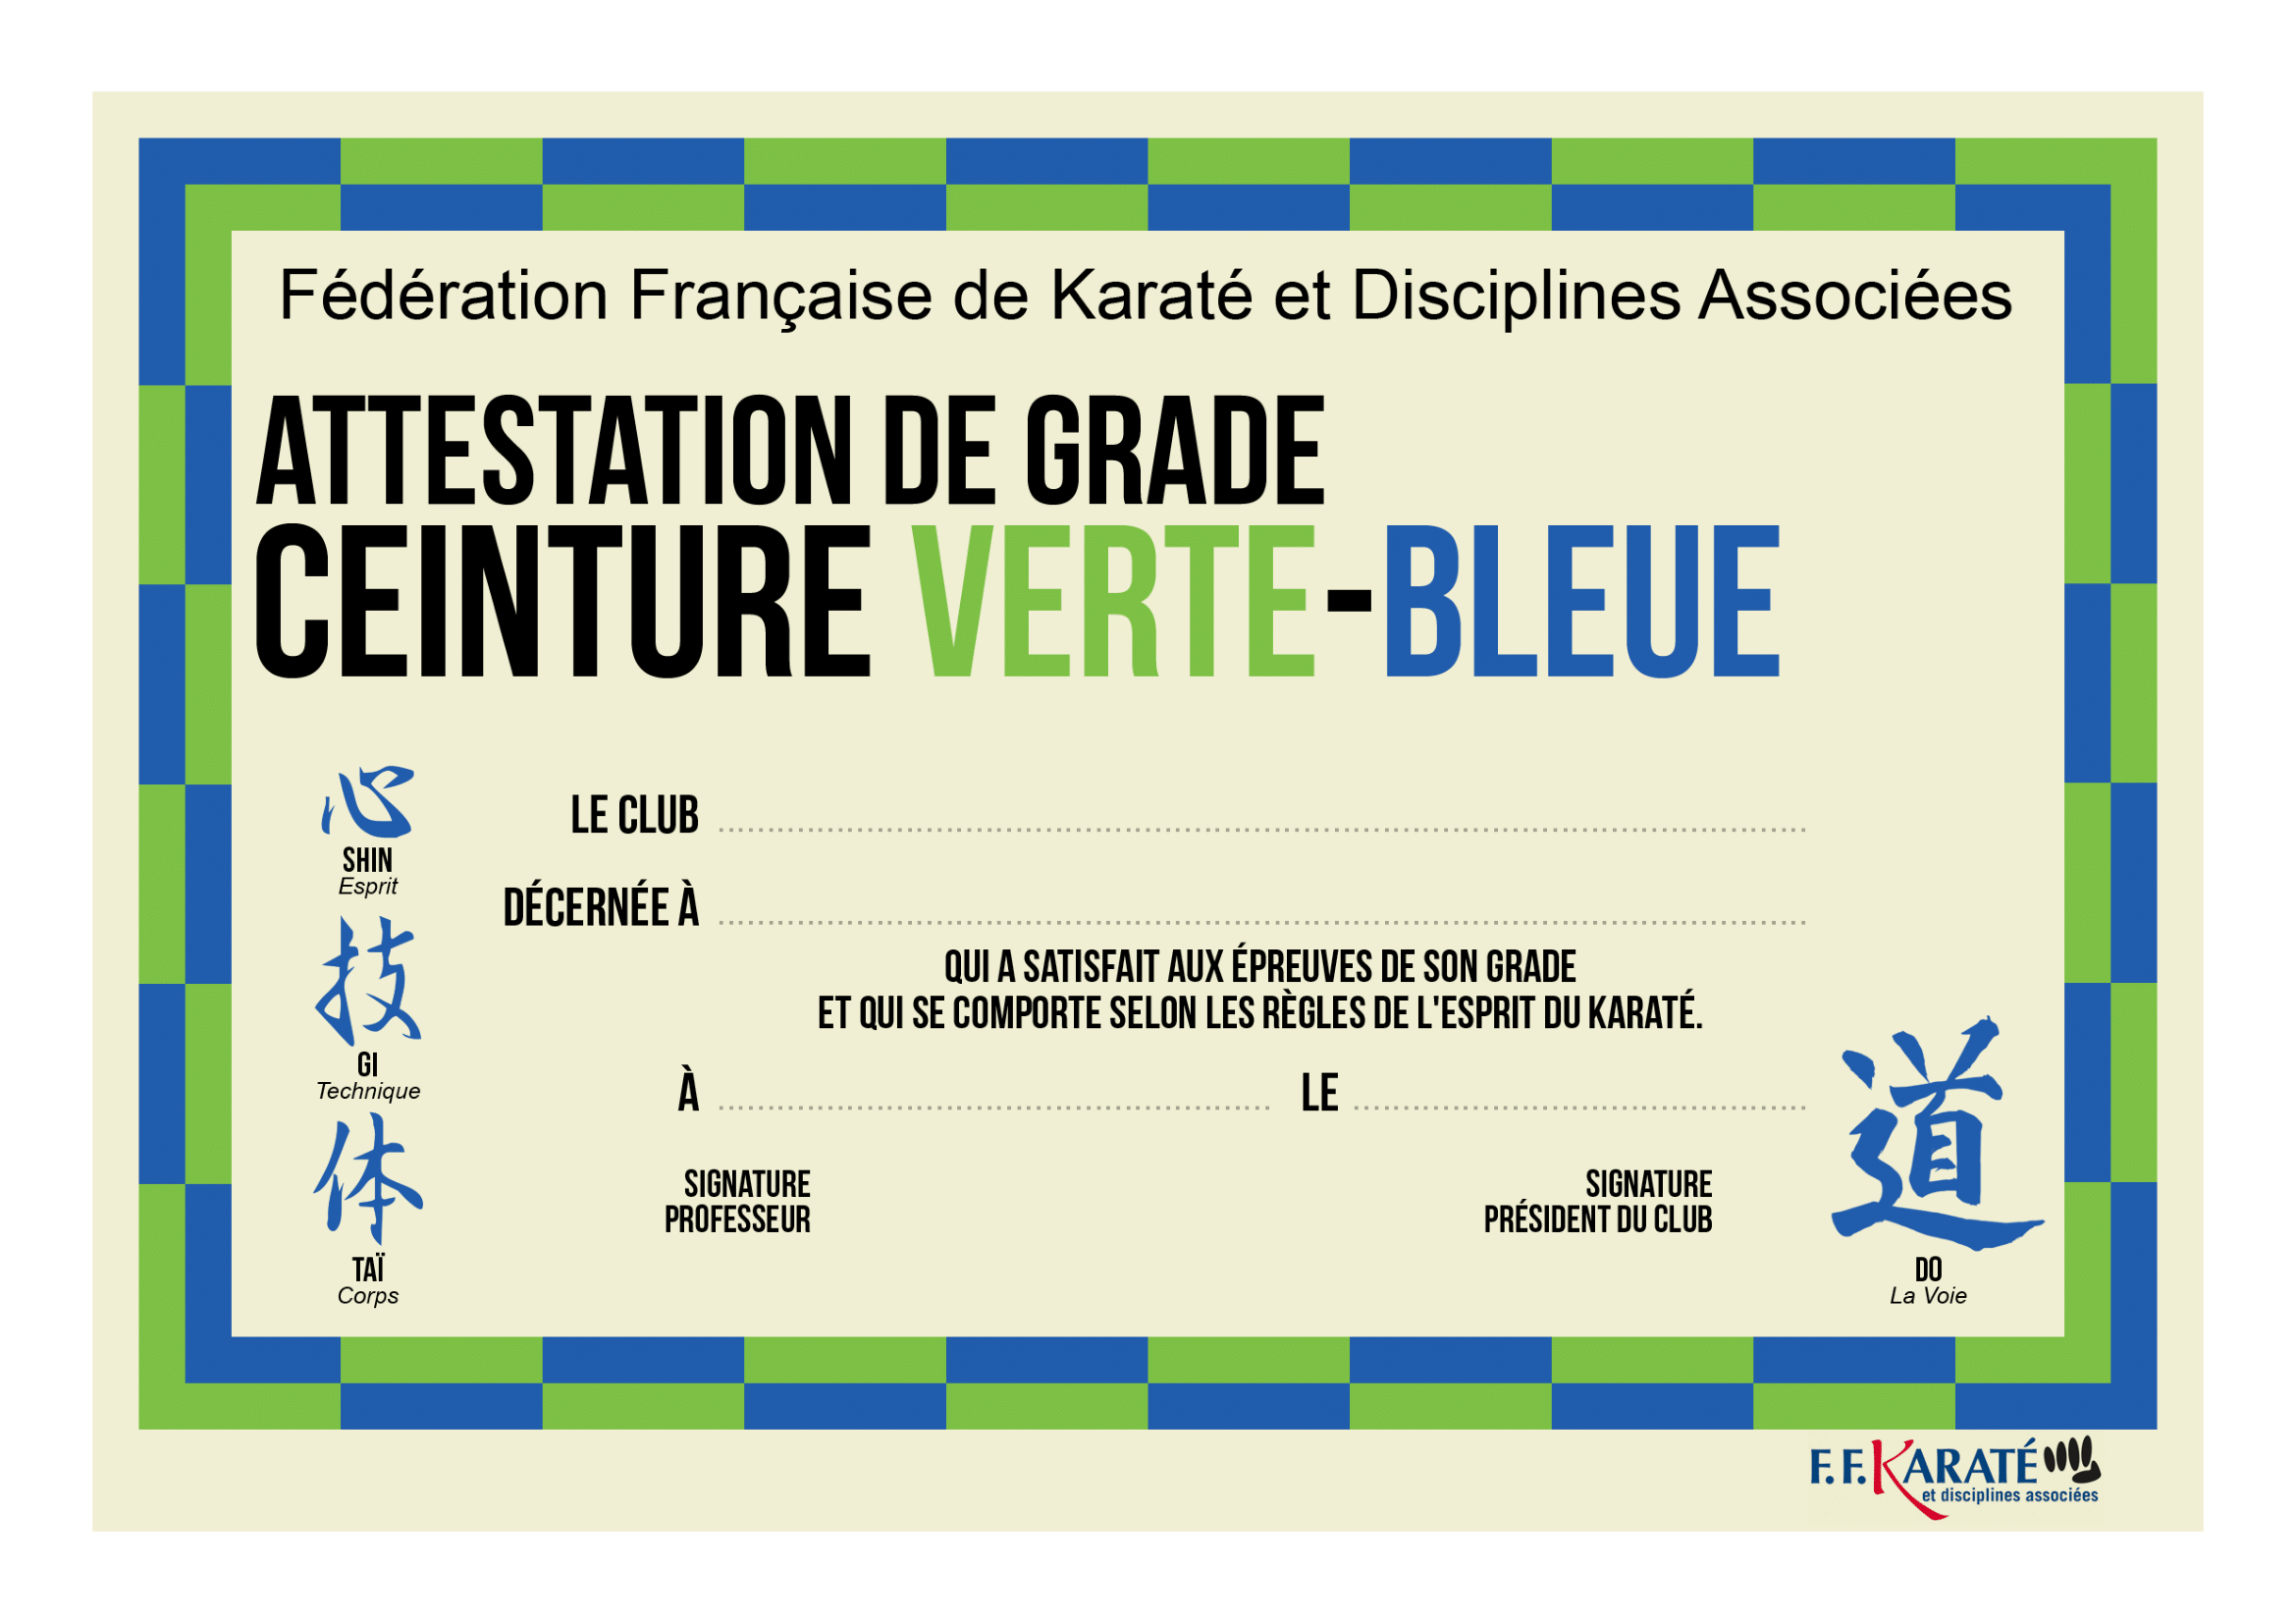 Fédération Française de Karaté et Disciplines Associées
ATTESTATION DE GRADE
CEINTURE VERTE-BLEUE
心
SHIN
Esprit
技
GI
Technique
体
TAÏ
Corps
LE CLUB
DÉCERNÉE À
QUI A SATISFAIT AUX ÉPREUVES DE SON GRADE
ET QUI SE COMPORTE SELON LES RÈGLES DE L'ESPRIT DU KARATÉ.
À LE
SIGNATURE
PROFESSEUR
SIGNATURE
PRÉSIDENT DU CLUB
道
DO
La Voie
F.F.KARATÉ
et disciplines associées